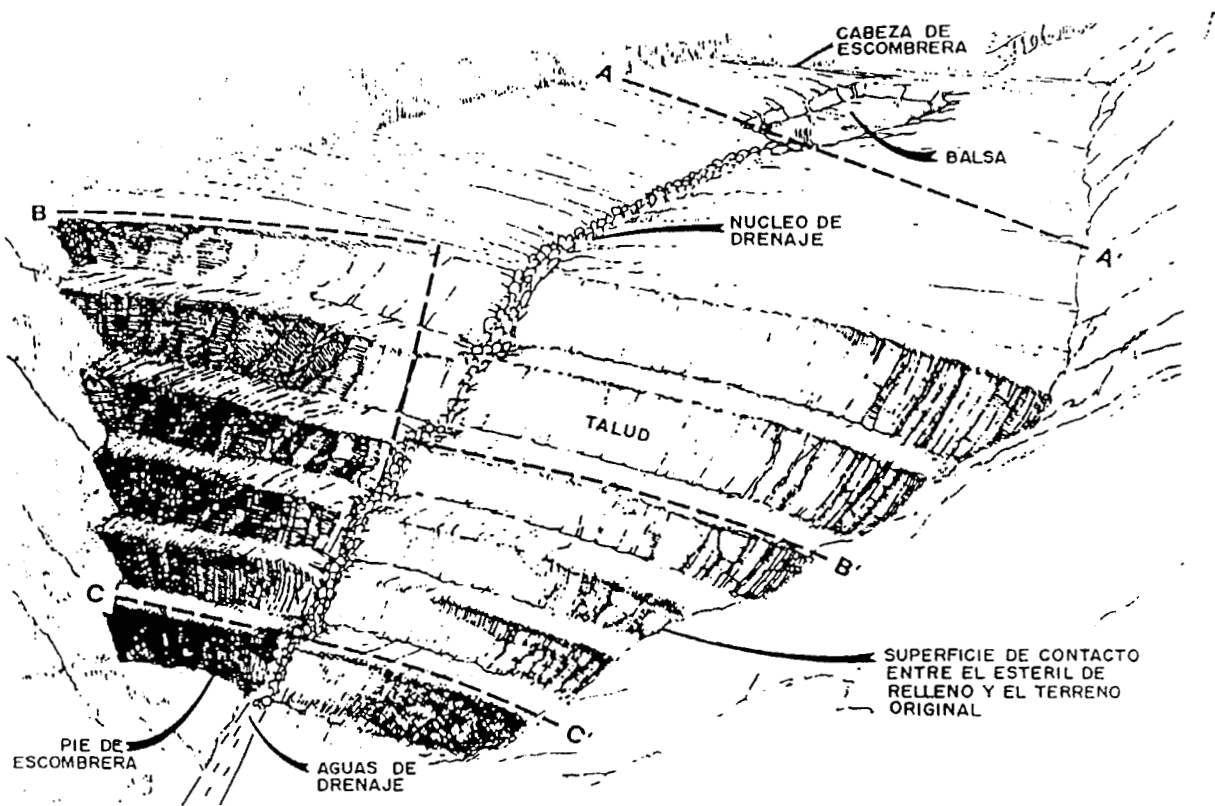 CABEZA DE
ESCOMBRERA
A
BALSA
B
NUCLEO DE
DRENAJE
A'
TALUD
B'
C
SUPERFICIE DE CONTACTO
ENTRE EL ESTERIL DE
RELLENO Y EL TERRENO
ORIGINAL
C'
PIE DE
ESCOMBRERA
AGUAS DE
DRENAJE